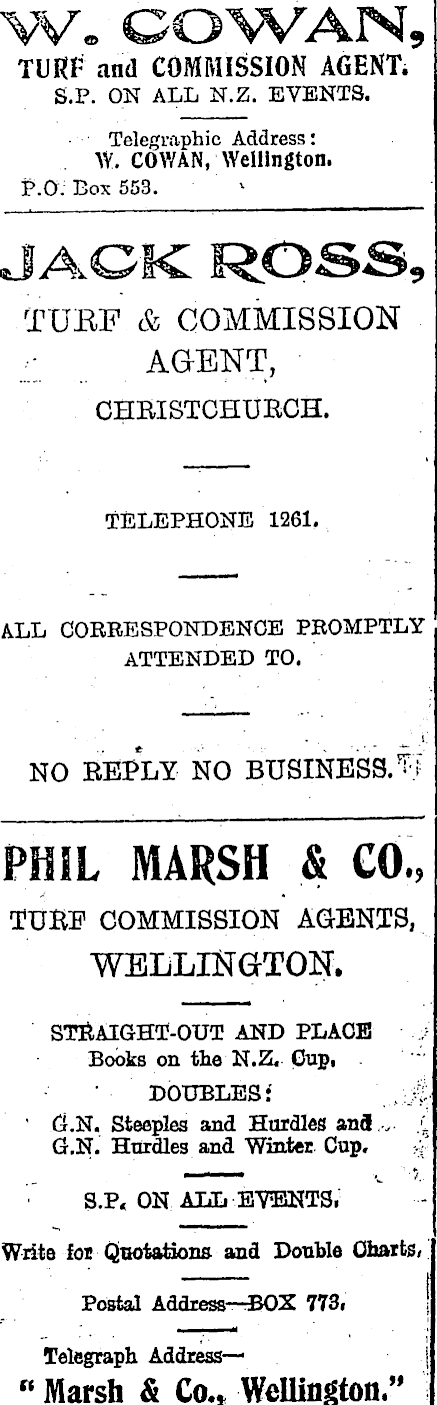 W. COWAN,
TURF and COMMISSION AGENT.
S.P. ON ALL N.Z. EVENTS.
Telegraphic Address:
W. COWAN, Wellington.
P.O. Box 553.
JACK ROSS,
TURF & COMMISSION
AGENT,
CHRISTCHURCH.
TELEPHONE 1261.
ALL CORRESPONDENCE PROMPTLY
ATTENDED TO.
NO REPLY NO BUSINESS.
PHIL MARSH & CO.,
TURF COMMISSION AGENTS,
WELLINGTON.
STRAIGHT-OUT AND PLACE
Books on the N.Z. Cup.
DOUBLES:
G.N. Steeples and Hurdles and
G.N. Hurdles and Winter Cup.
S.P. ON ALL EVENTS.
Write for Quotations and Double Charts.
Postal Address—BOX 773.
Telegraph Address—
"Marsh & Co., Wellington."